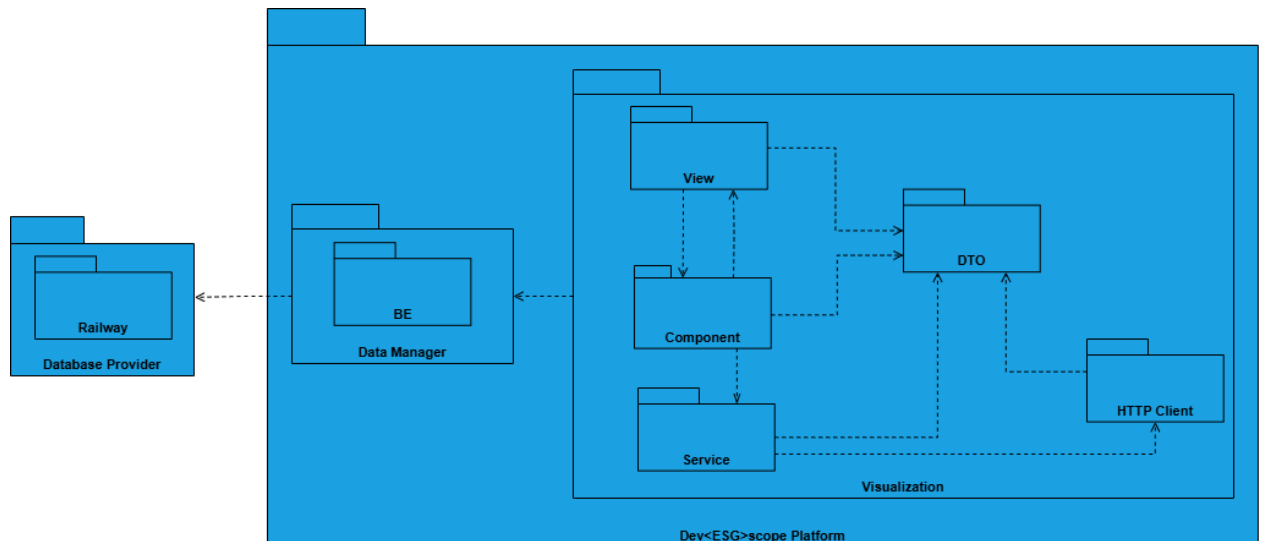 View
DTO
BE
Railway
Component
Data Manager
Database Provider
HTTP Client
Service
Visualization
Dev<ESG>scope Platform